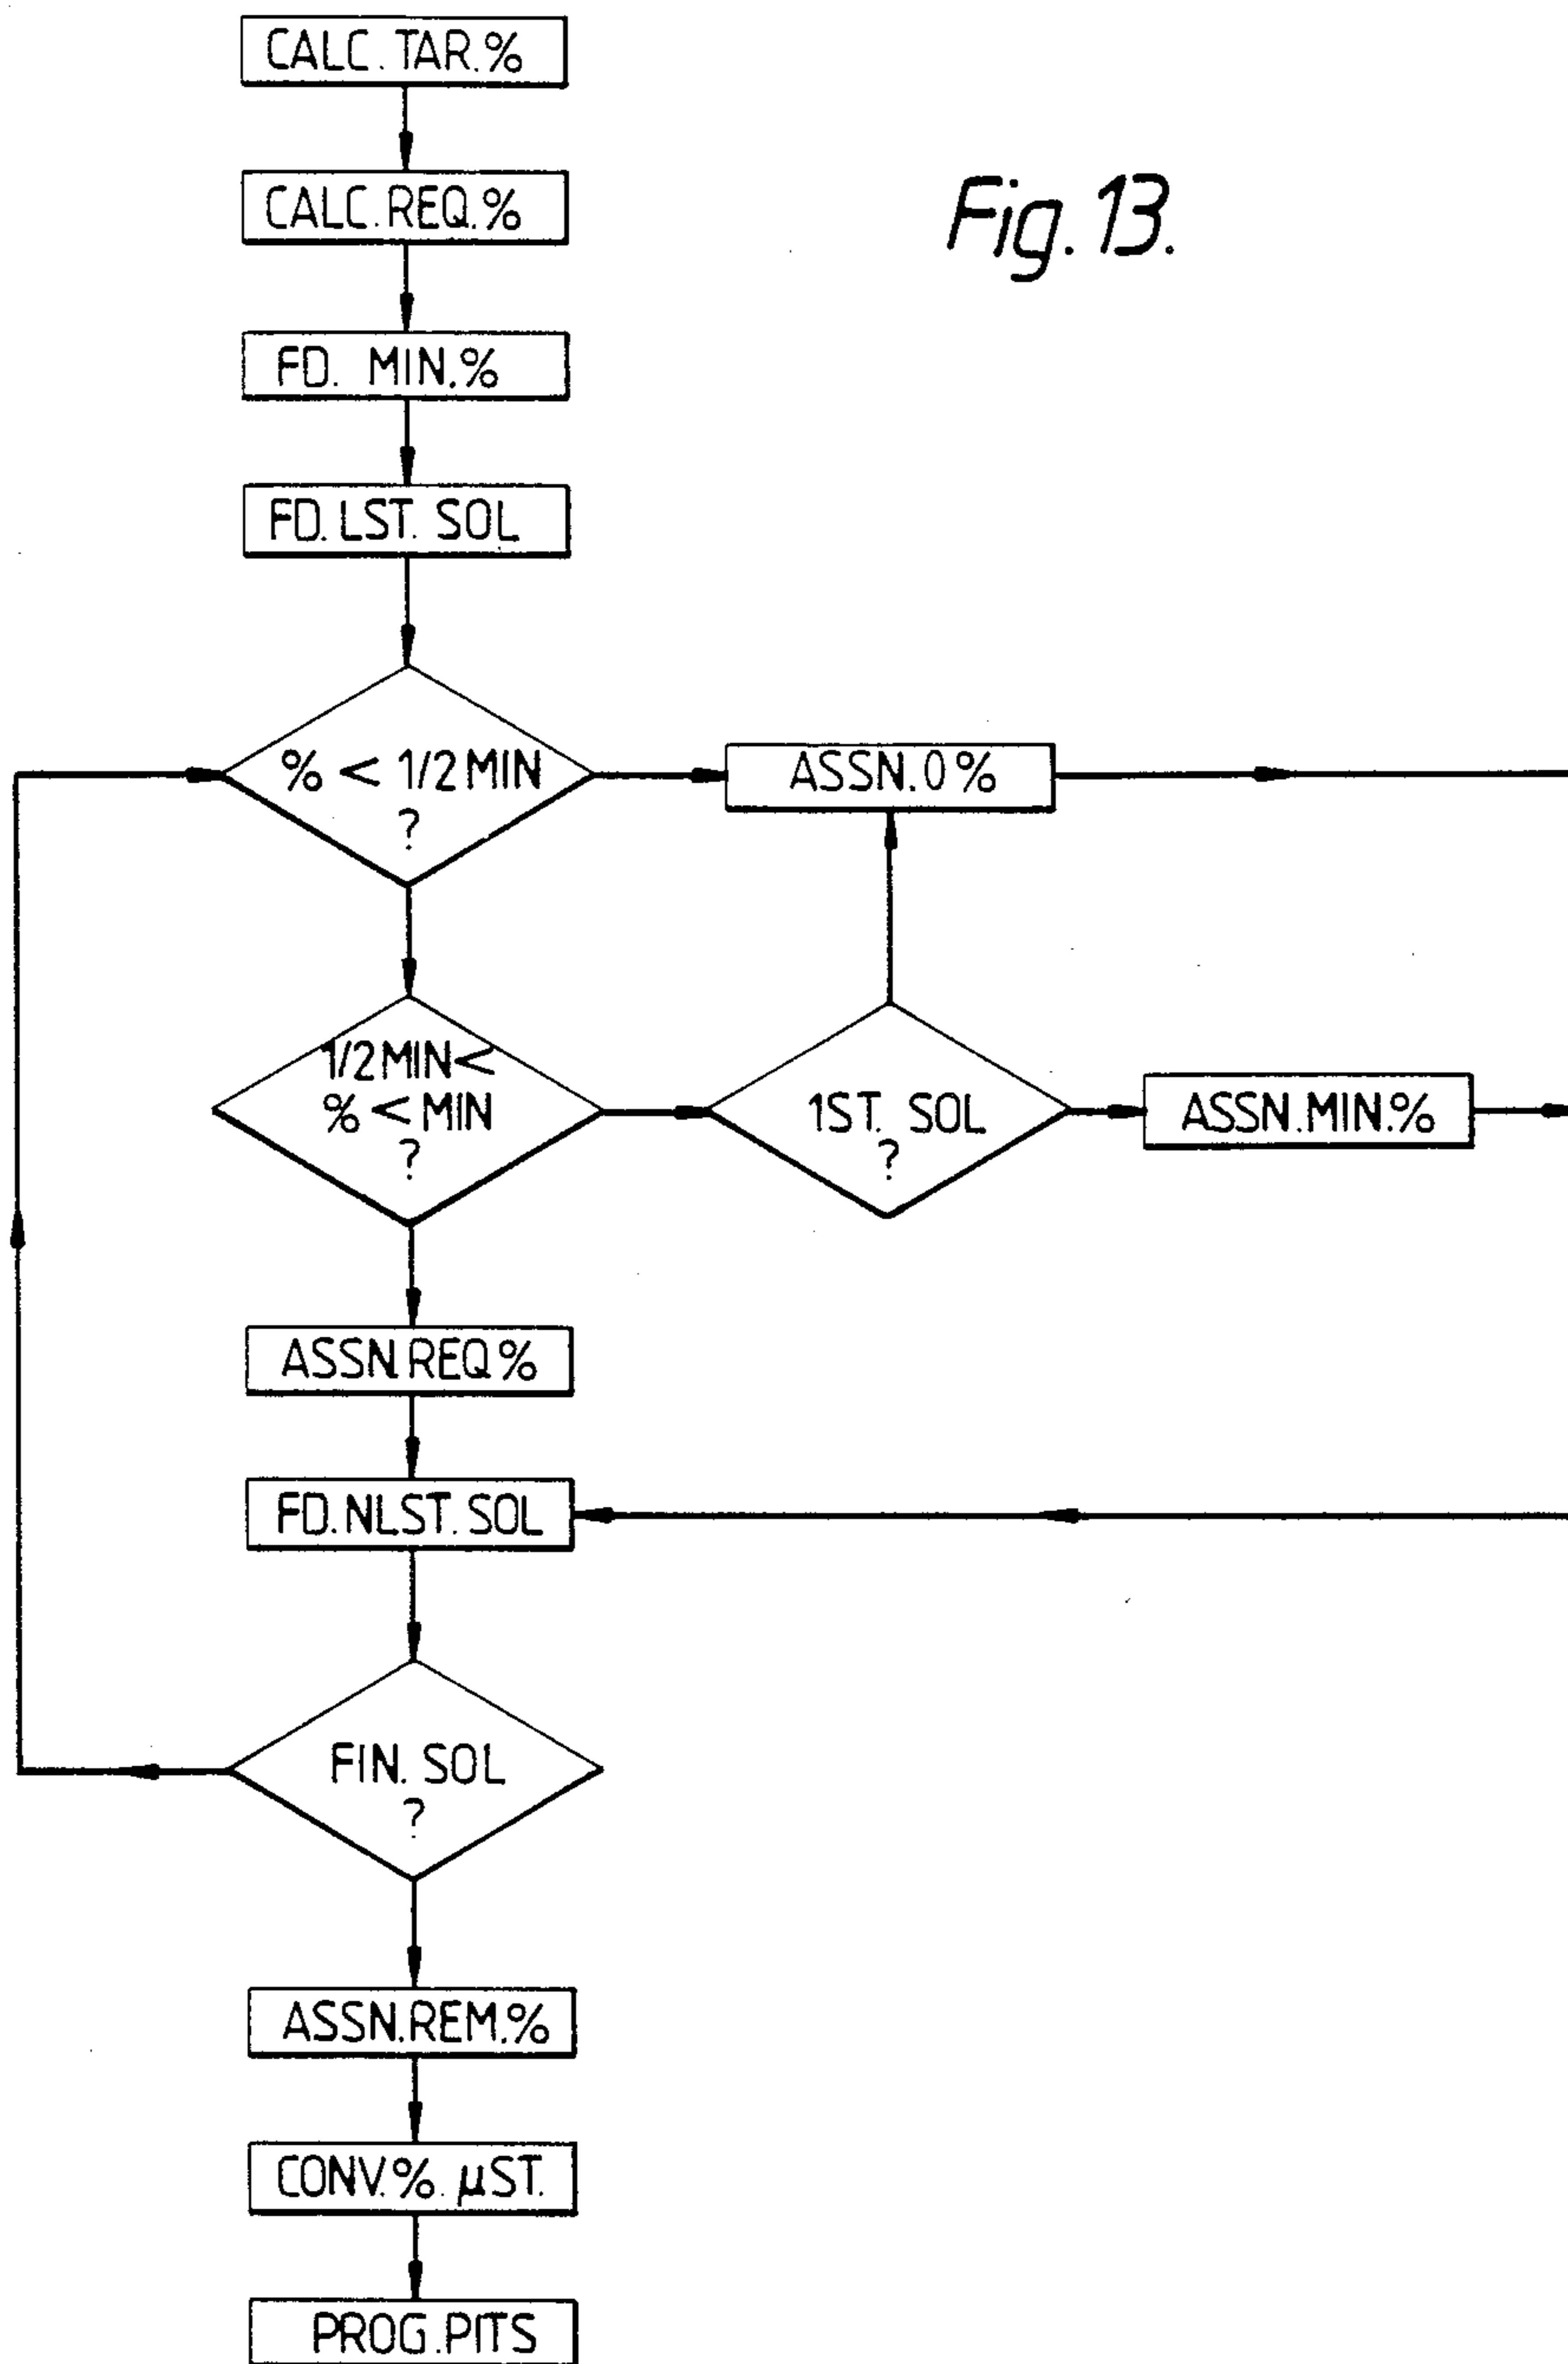 CALC. TAR.%
CALC.REQ.%
Fig. 13.
FD. MIN.%
FD. LST. SOL
% < 1/2 MIN
?
ASSN. 0 %
1/2 MIN <
% < MIN
?
1ST. SOL
?
ASSN. MIN.%
ASSN.REQ%
FD. NLST. SOL
FIN. SOL
?
ASSN.REM.%
CONV.%. μST.
PROG.PITS